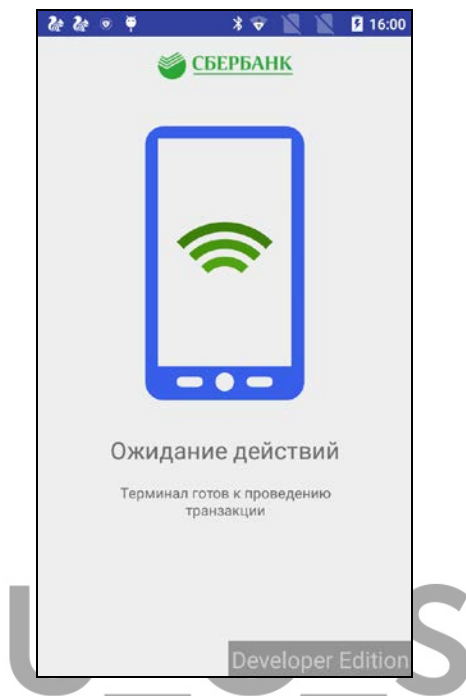 16:00
СБЕРБАНК
Ожидание действий
Терминал готов к проведению
транзакции
Developer Edition